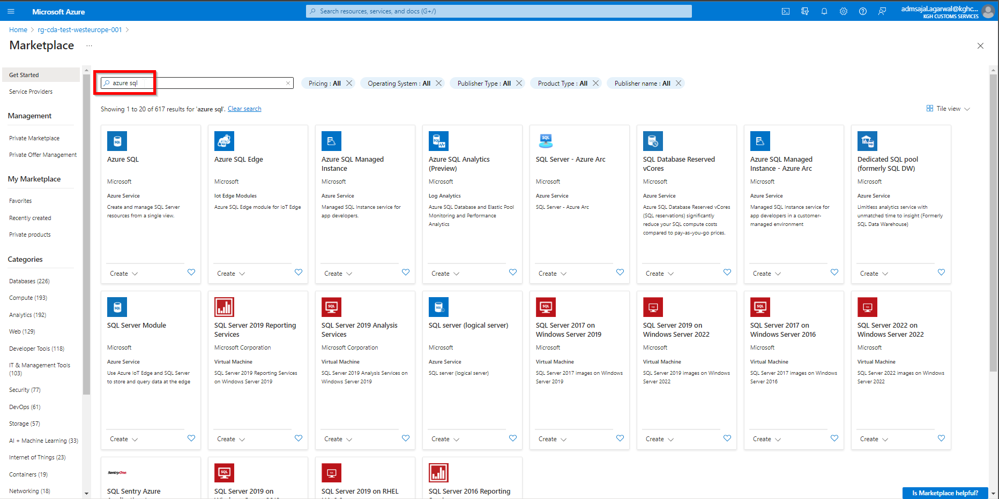 Microsoft Azure
Search resources, services, and docs (G+/)
admsajal.agarwal@kghc...
KGH CUSTOMS SERVICES
Home > rg-cda-test-westeurope-001 >
Marketplace ...
Get Started
Service Providers
Management
Private Marketplace
Private Offer Management
My Marketplace
Favorites
Recently created
Private products
Categories
Databases (226)
Compute (193)
Analytics (192)
Web (129)
Developer Tools (118)
IT & Management Tools
(103)
Security (77)
DevOps (61)
Storage (57)
AI + Machine Learning (33)
Internet of Things (23)
Containers (19)
Networking (18)
azure sql
Pricing : All
Operating System : All
Publisher Type : All
Product Type : All
Publisher name : All
Showing 1 to 20 of 617 results for 'azure sql'. Clear search
Tile view
SQL
Azure SQL
Microsoft
Azure Service
Create and manage SQL Server
resources from a single view.
Create
Azure SQL Edge
Microsoft
Iot Edge Modules
Azure SQL Edge module for IoT Edge
Create
Azure SQL Managed
Instance
Microsoft
Azure Service
Managed SQL Instance service for
app developers.
Create
SQL
Azure SQL Analytics
(Preview)
Microsoft
Log Analytics
Azure SQL Database and Elastic Pool
Monitoring and Performance
Analytics
Create
SQL
SQL Server - Azure Arc
Microsoft
Azure Service
SQL Server - Azure Arc
Create
SQL
SQL Database Reserved
vCores
Microsoft
Azure Service
Azure SQL Database Reserved vCores
(SQL reservations) significantly
reduce your SQL compute costs
compared to pay-as-you-go prices.
Create
Azure SQL Managed
Instance - Azure Arc
Microsoft
Azure Service
Managed SQL Instance service for
app developers in a customer-
managed environment
Create
SQL
Dedicated SQL pool
(formerly SQL DW)
Microsoft
Azure Service
Limitless analytics service with
unmatched time to insight (Formerly
SQL Data Warehouse)
Create
SQL
SQL Server Module
Microsoft
Azure Service
Use Azure IoT Edge and SQL Server
to store and query data at the edge
Create
SQL Server 2019 Reporting
Services
Microsoft Corporation
Virtual Machine
SQL Server 2019 Reporting Services
on Windows Server 2019
Create
SQL
SQL Server 2019 Analysis
Services
Microsoft Corporation
Virtual Machine
SQL Server 2019 Analysis Services on
Windows Server 2019
Create
SQL
SQL server (logical server)
Microsoft
Azure Service
SQL server (logical server)
Create
SQL
SQL Server 2017 on
Windows Server 2019
Microsoft
Virtual Machine
SQL Server 2017 images on Windows
Server 2019
Create
SQL
SQL Server 2019 on
Windows Server 2022
Microsoft
Virtual Machine
SQL Server 2019 images on Windows
Server 2022
Create
SQL
SQL Server 2017 on
Windows Server 2016
Microsoft
Virtual Machine
SQL Server 2017 images on Windows
Server 2016
Create
SQL
SQL Server 2022 on
Windows Server 2022
Microsoft
Virtual Machine
SQL Server 2022 images on Windows
Server 2022
Create
SentryOne
SQL Sentry Azure
SQL
SQL Server 2019 on
SQL
SQL Server 2019 on RHEL
SQL Server 2016 Reporting
Is Marketplace helpful?